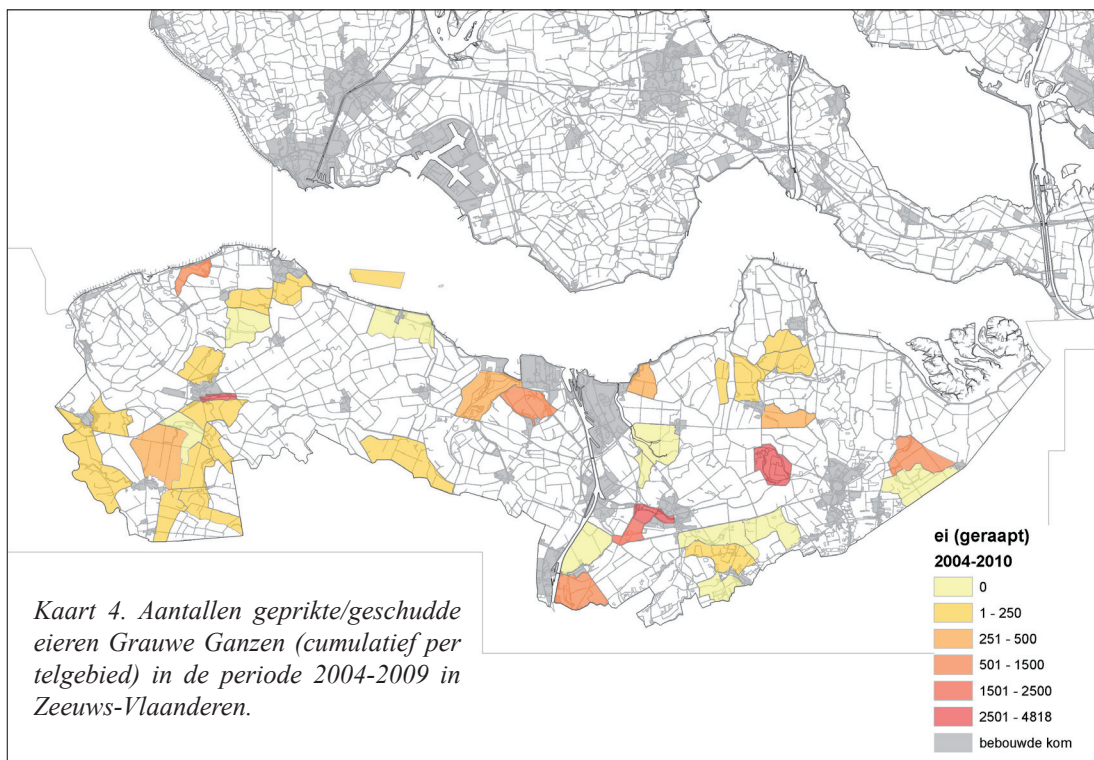 Kaart 4. Aantallen geprikte/geschudde
eieren Grauwe Ganzen (cumulatief per
telgebied) in de periode 2004-2009 in
Zeeuws-Vlaanderen.
ei (geraapt)
2004-2010
0
1 - 250
251 - 500
501 - 1500
1501 - 2500
2501 - 4818
bebouwde kom